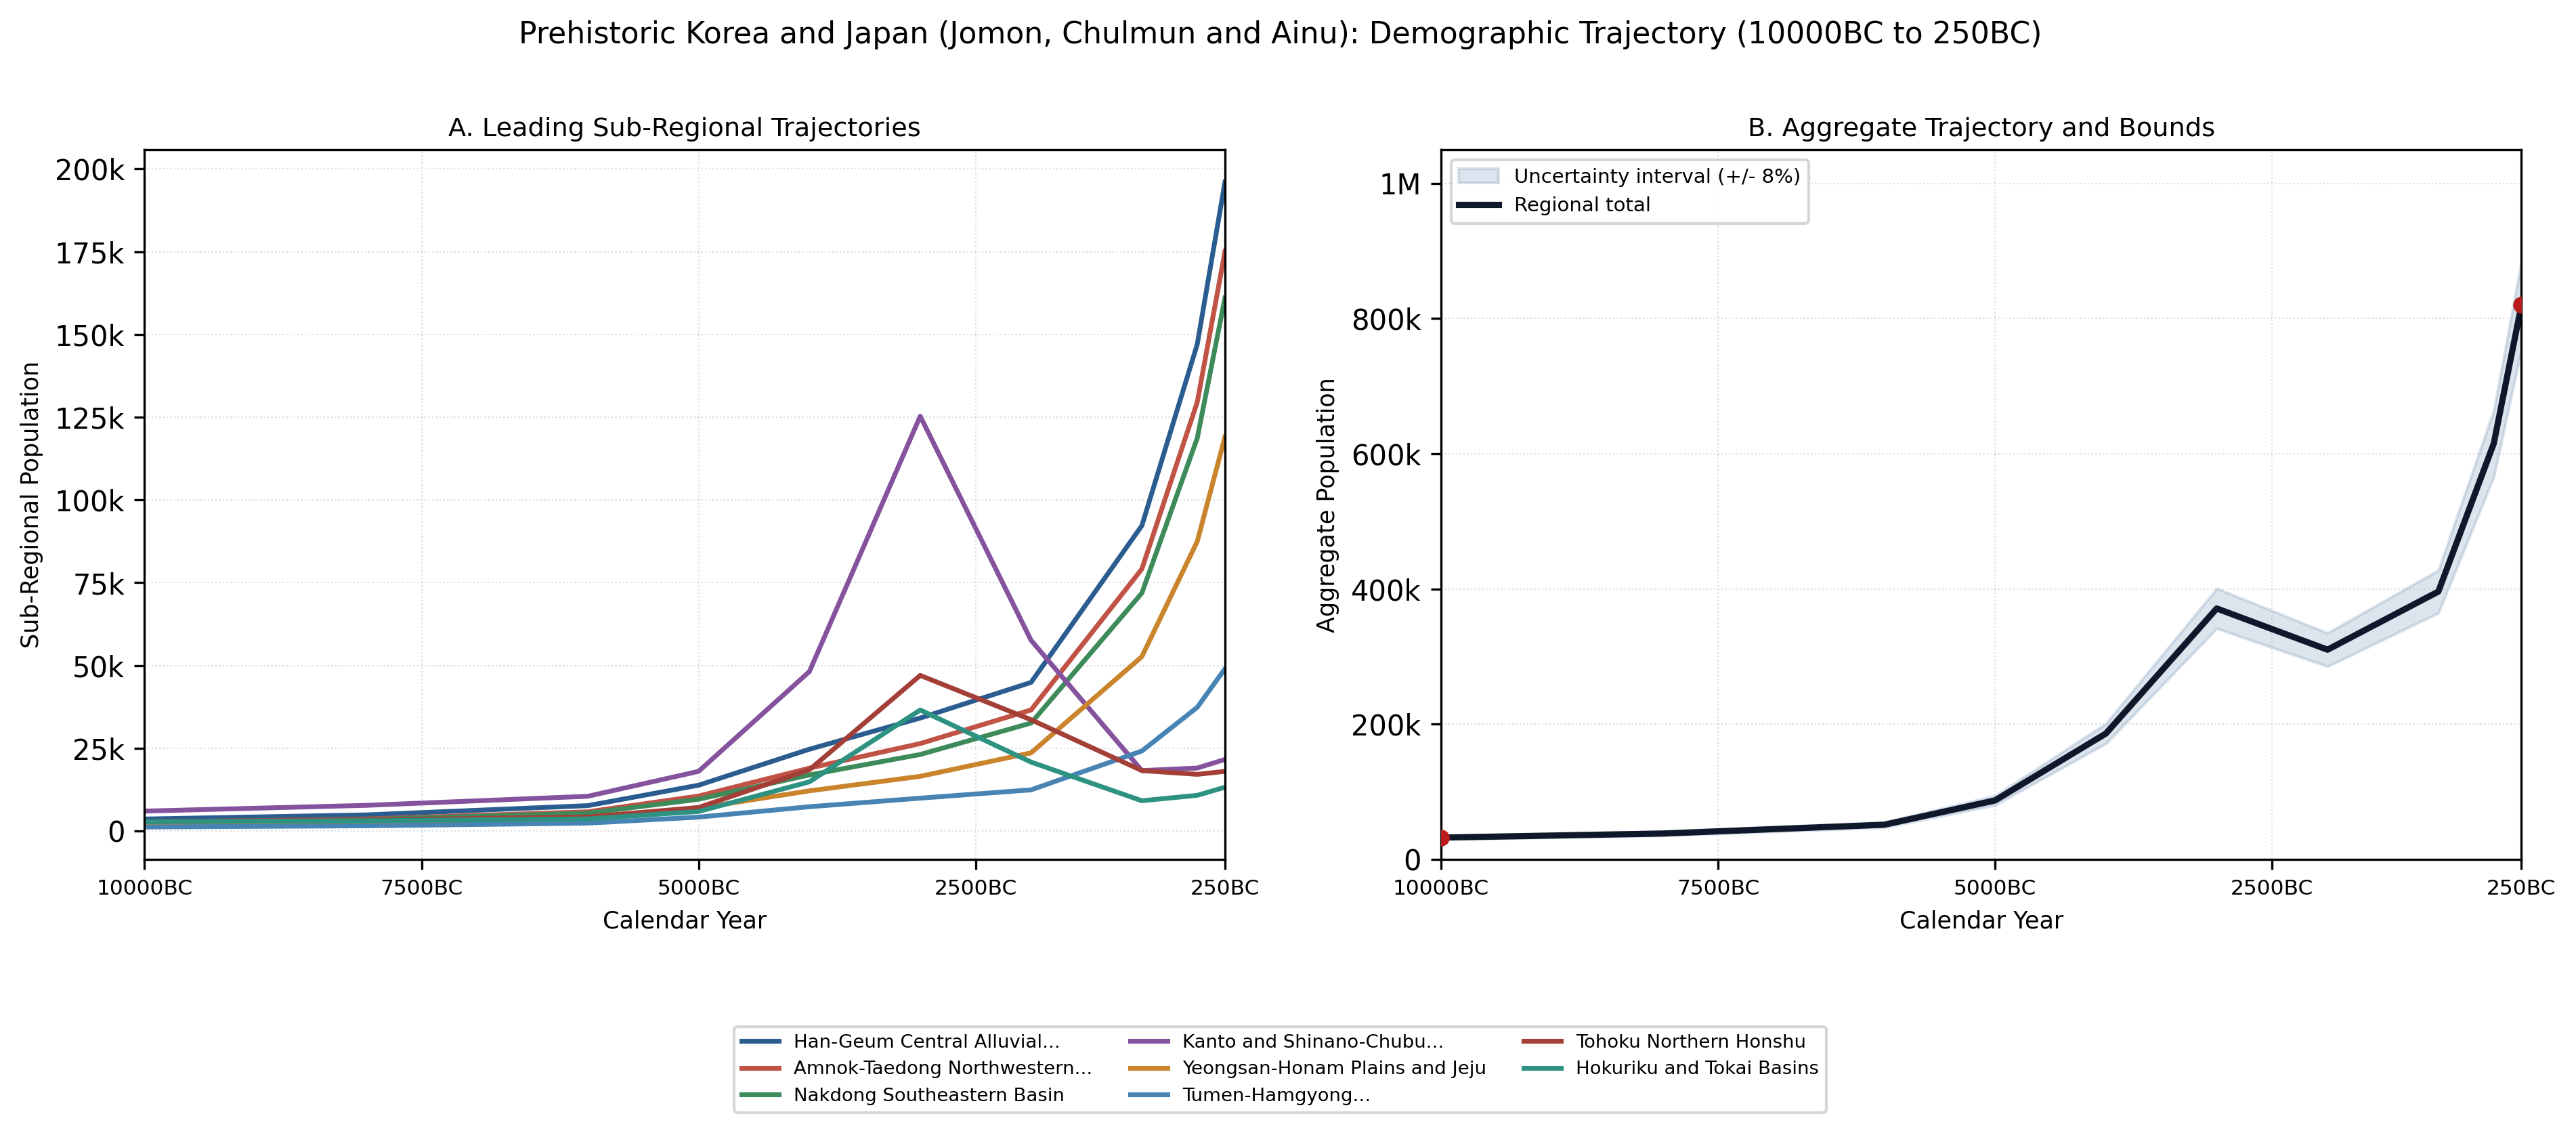 Prehistoric Korea and Japan (Jomon, Chulmun and Ainu): Demographic Trajectory (10000BC to 250BC)
A. Leading Sub-Regional Trajectories
200k
175k
150k
125k
100k
75k
50k
25k
0
Sub-Regional Population
10000BC
7500BC
5000BC
2500BC
250BC
Calendar Year
B. Aggregate Trajectory and Bounds
Uncertainty interval (+/- 8%)
Regional total
1M
800k
600k
400k
200k
0
Aggregate Population
10000BC
7500BC
5000BC
2500BC
250BC
Calendar Year
Han-Geum Central Alluvial...
Amnok-Taedong Northwestern...
Nakdong Southeastern Basin
Kanto and Shinano-Chubu...
Yeongsan-Honam Plains and Jeju
Tumen-Hamgyong...
Tohoku Northern Honshu
Hokuriku and Tokai Basins